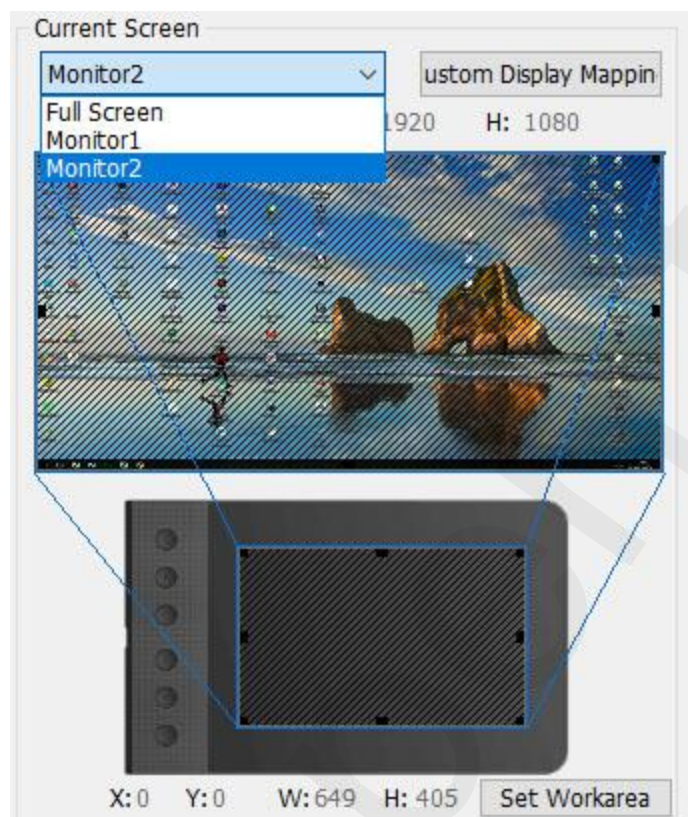 Current Screen
Monitor2
ustom Display Mappin
Full Screen
1920 H: 1080
Monitor1
Monitor2
X: 0 Y: 0 W: 649 H: 405 Set Workarea